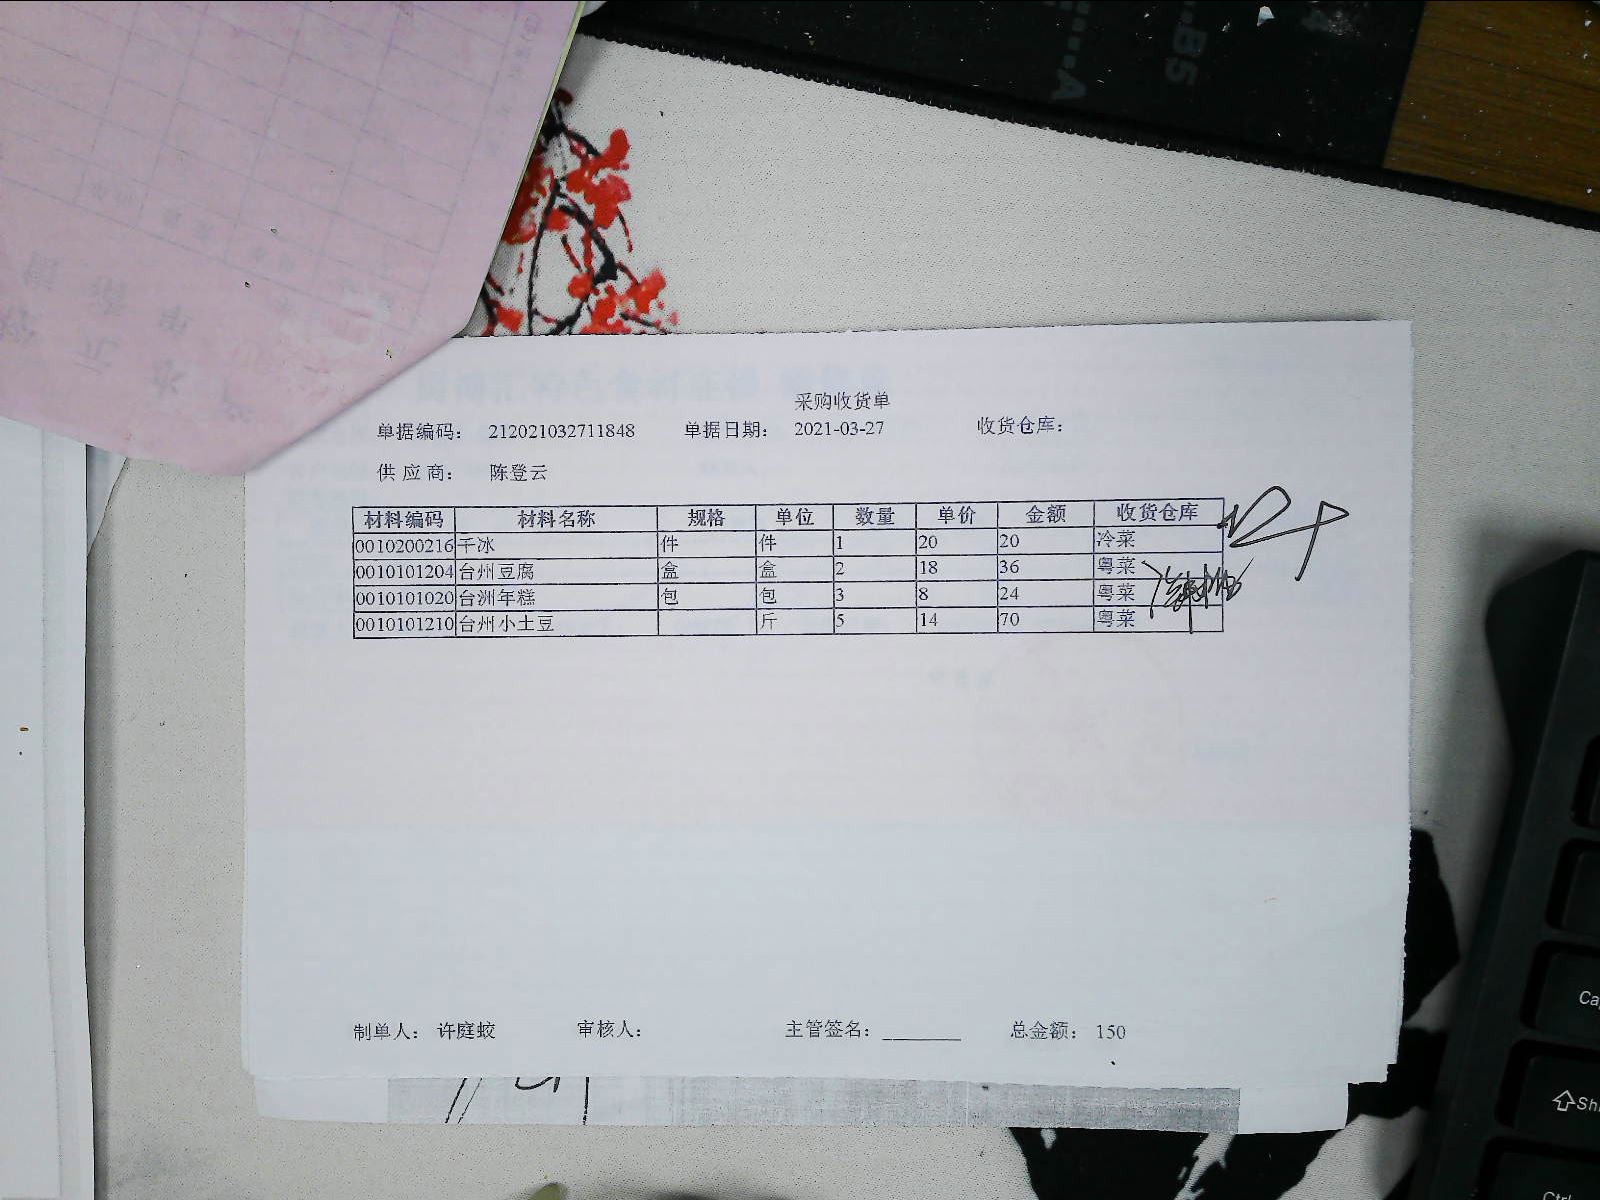 采购收货单
单据编码： 212021032711848 单据日期： 2021-03-27 收货仓库：
供应商： 陈登云
材料编码 材料名称 规格 单位 数量 单价 金额 收货仓库
0010200216 干冰 件 件 1 20 20 冷菜
0010101204 台州豆腐 盒 盒 2 18 36 粤菜
0010101020 台洲年糕 包 包 3 8 24 粤菜
0010101210 台州小土豆 斤 5 14 70 粤菜
制单人： 许庭蛟 审核人： 主管签名： 总金额： 150
B5
A
Ca
Shi
Ctrl